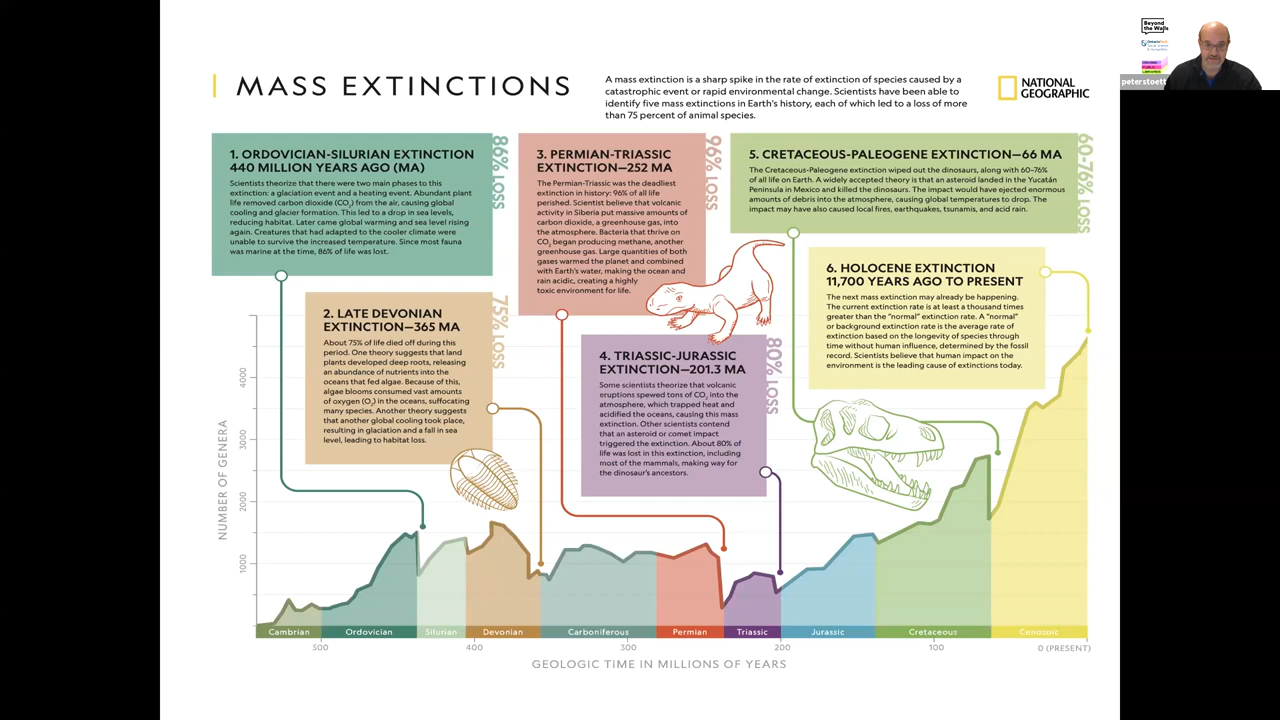 MASS EXTINCTIONS
A mass extinction is a sharp spike in the rate of extinction of species caused by a
catastrophic event or rapid environmental change. Scientists have been able to
identify five mass extinctions in Earth's history, each of which led to a loss of more
than 75 percent of animal species.
NATIONAL
GEOGRAPHIC
Beyond
the Walls
peterstoett
1. ORDOVICIAN-SILURIAN EXTINCTION
440 MILLION YEARS AGO (MA)
Scientists theorize that there were two main phases to this
extinction: a glaciation event and a heating event. Abundant plant
life removed carbon dioxide (CO₂) from the air, causing global
cooling and glacier formation. This led to a drop in sea levels,
reducing habitat. Later came global warming and sea level rising
again. Creatures that had adapted to the cooler climate were
unable to survive the increased temperature. Since most fauna
was marine at the time, 86% of life was lost.
86% LOSS
2. LATE DEVONIAN
EXTINCTION—365 MA
About 75% of life died off during this
period. One theory suggests that land
plants developed deep roots, releasing
an abundance of nutrients into the
oceans that fed algae. Because of this,
algae blooms consumed vast amounts
of oxygen (O₂) in the oceans, suffocating
many species. Another theory suggests
that another global cooling took place,
resulting in glaciation and a fall in sea
level, leading to habitat loss.
75% LOSS
3. PERMIAN-TRIASSIC
EXTINCTION—252 MA
The Permian-Triassic was the deadliest
extinction in history: 96% of all life
perished. Scientist believe that volcanic
activity in Siberia put massive amounts of
carbon dioxide, a greenhouse gas, into
the atmosphere. Bacteria that thrive on
CO₂ began producing methane, another
greenhouse gas. Large quantities of both
gases warmed the planet and combined
with Earth's water, making the ocean and
rain acidic, creating a highly
toxic environment for life.
96% LOSS
4. TRIASSIC-JURASSIC
EXTINCTION—201.3 MA
Some scientists theorize that volcanic
eruptions spewed tons of CO₂ into the
atmosphere, which trapped heat and
acidified the oceans, causing this mass
extinction. Other scientists contend
that an asteroid or comet impact
triggered the extinction. About 80% of
life was lost in this extinction, including
most of the mammals, making way for
the dinosaur's ancestors.
80% LOSS
5. CRETACEOUS-PALEOGENE EXTINCTION—66 MA
The Cretaceous-Paleogene extinction wiped out the dinosaurs, along with 60–76%
of all life on Earth. A widely accepted theory is that an asteroid landed in the Yucatán
Peninsula in Mexico and killed the dinosaurs. The impact would have ejected enormous
amounts of debris into the atmosphere, causing global temperatures to drop. The
impact may have also caused local fires, earthquakes, tsunamis, and acid rain.
60-76% LOSS
6. HOLOCENE EXTINCTION
11,700 YEARS AGO TO PRESENT
The next mass extinction may already be happening.
The current extinction rate is at least a thousand times
greater than the "normal" extinction rate. A "normal"
or background extinction rate is the average rate of
extinction based on the longevity of species through
time without human influence, determined by the fossil
record. Scientists believe that human impact on the
environment is the leading cause of extinctions today.
NUMBER OF GENERA
4000
3000
2000
1000
Cambrian
Ordovician
Silurian
Devonian
Carboniferous
Permian
Triassic
Jurassic
Cretaceous
Cenozoic
500
400
300
200
100
0 (PRESENT)
GEOLOGIC TIME IN MILLIONS OF YEARS